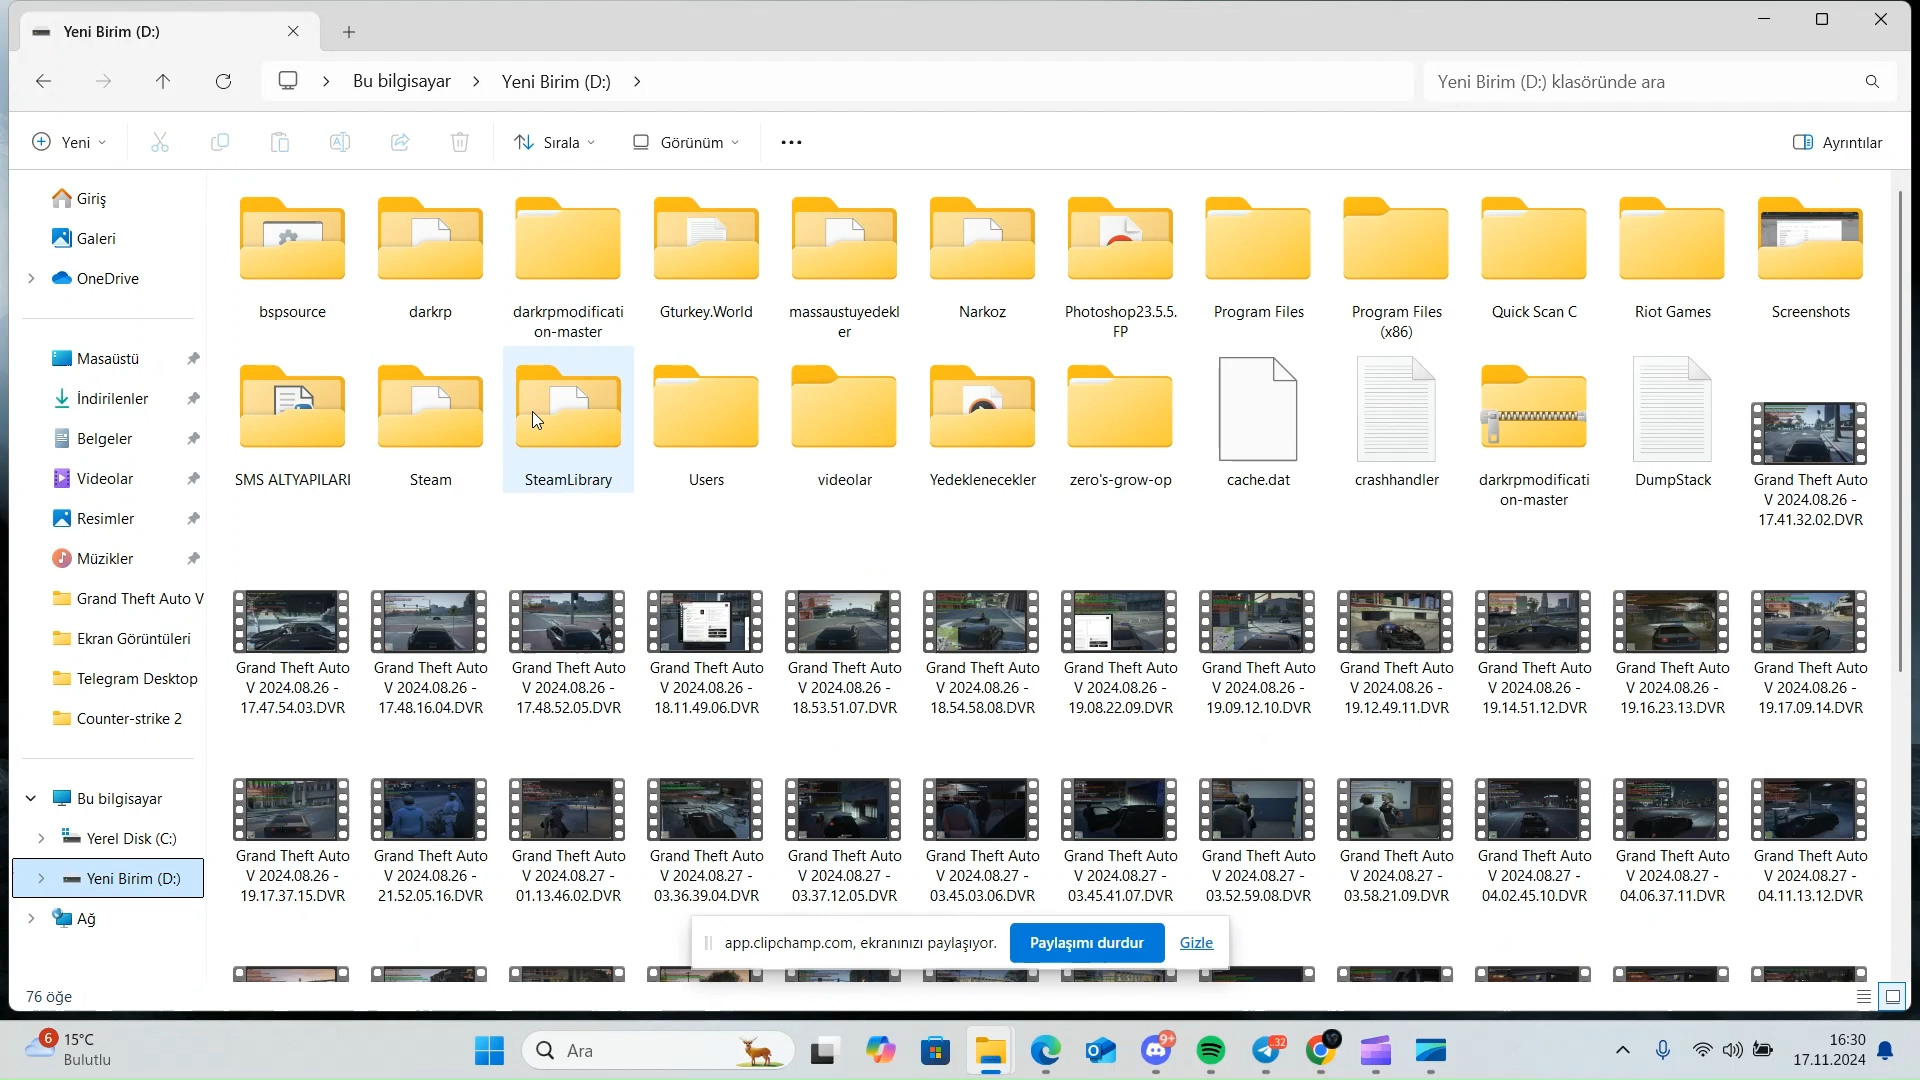 Yeni Birim (D:)
Bu bilgisayar
Yeni Birim (D:)
Yeni Birim (D:) klasöründe ara
Yeni
Sırala
Görünüm
Ayrıntılar
Giriş
Galeri
OneDrive
Masaüstü
İndirilenler
Belgeler
Videolar
Resimler
Müzikler
Grand Theft Auto V
Ekran Görüntüleri
Telegram Desktop
Counter-strike 2
Bu bilgisayar
Yerel Disk (C:)
Yeni Birim (D:)
Ağ
bspsource
darkrp
darkrpmodificati
on-master
Gturkey.World
massaustuyedekl
er
Narkoz
Photoshop23.5.5.
FP
Program Files
Program Files
(x86)
Quick Scan C
Riot Games
Screenshots
SMS ALTYAPILARI
Steam
SteamLibrary
Users
videolar
Yedeklenecekler
zero's-grow-op
cache.dat
crashhandler
darkrpmodificati
on-master
DumpStack
Grand Theft Auto
V 2024.08.26 -
17.41.32.02.DVR
Grand Theft Auto
V 2024.08.26 -
17.47.54.03.DVR
Grand Theft Auto
V 2024.08.26 -
17.48.16.04.DVR
Grand Theft Auto
V 2024.08.26 -
17.48.52.05.DVR
Grand Theft Auto
V 2024.08.26 -
18.11.49.06.DVR
Grand Theft Auto
V 2024.08.26 -
18.53.51.07.DVR
Grand Theft Auto
V 2024.08.26 -
18.54.58.08.DVR
Grand Theft Auto
V 2024.08.26 -
19.08.22.09.DVR
Grand Theft Auto
V 2024.08.26 -
19.09.12.10.DVR
Grand Theft Auto
V 2024.08.26 -
19.12.49.11.DVR
Grand Theft Auto
V 2024.08.26 -
19.14.51.12.DVR
Grand Theft Auto
V 2024.08.26 -
19.16.23.13.DVR
Grand Theft Auto
V 2024.08.26 -
19.17.09.14.DVR
Grand Theft Auto
V 2024.08.26 -
19.17.37.15.DVR
Grand Theft Auto
V 2024.08.26 -
21.52.05.16.DVR
Grand Theft Auto
V 2024.08.27 -
01.13.46.02.DVR
Grand Theft Auto
V 2024.08.27 -
03.36.39.04.DVR
Grand Theft Auto
V 2024.08.27 -
03.37.12.05.DVR
Grand Theft Auto
V 2024.08.27 -
03.45.03.06.DVR
Grand Theft Auto
V 2024.08.27 -
03.45.41.07.DVR
Grand Theft Auto
V 2024.08.27 -
03.52.59.08.DVR
Grand Theft Auto
V 2024.08.27 -
03.58.21.09.DVR
Grand Theft Auto
V 2024.08.27 -
04.02.45.10.DVR
Grand Theft Auto
V 2024.08.27 -
04.06.37.11.DVR
Grand Theft Auto
V 2024.08.27 -
04.11.13.12.DVR
app.clipchamp.com, ekranınızı paylaşıyor.
Paylaşımı durdur
Gizle
76 öğe
6
15°C
Bulutlu
Ara
9+
32
16:30
17.11.2024